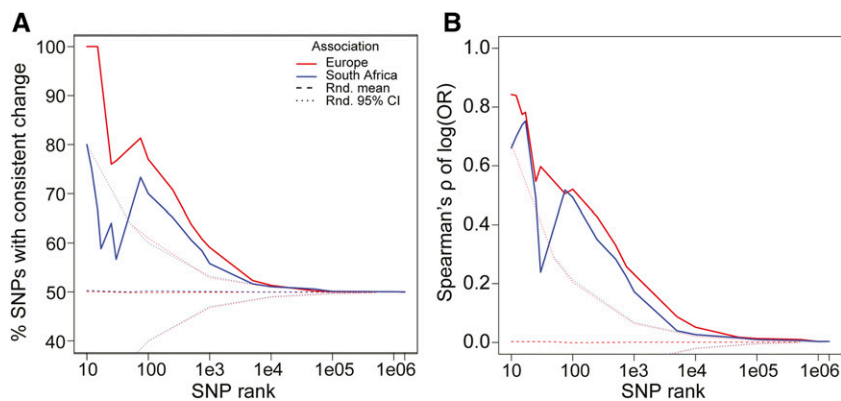 A
% SNPs with consistent change
100
90
80
70
60
50
40
Association
Europe
South Africa
Rnd. mean
Rnd. 95% CI
10 100 1e3 1e4 1e05 1e06
SNP rank
B
Spearman's ρ of log(OR)
1.0
0.8
0.6
0.4
0.2
0.0
10 100 1e3 1e4 1e05 1e06
SNP rank